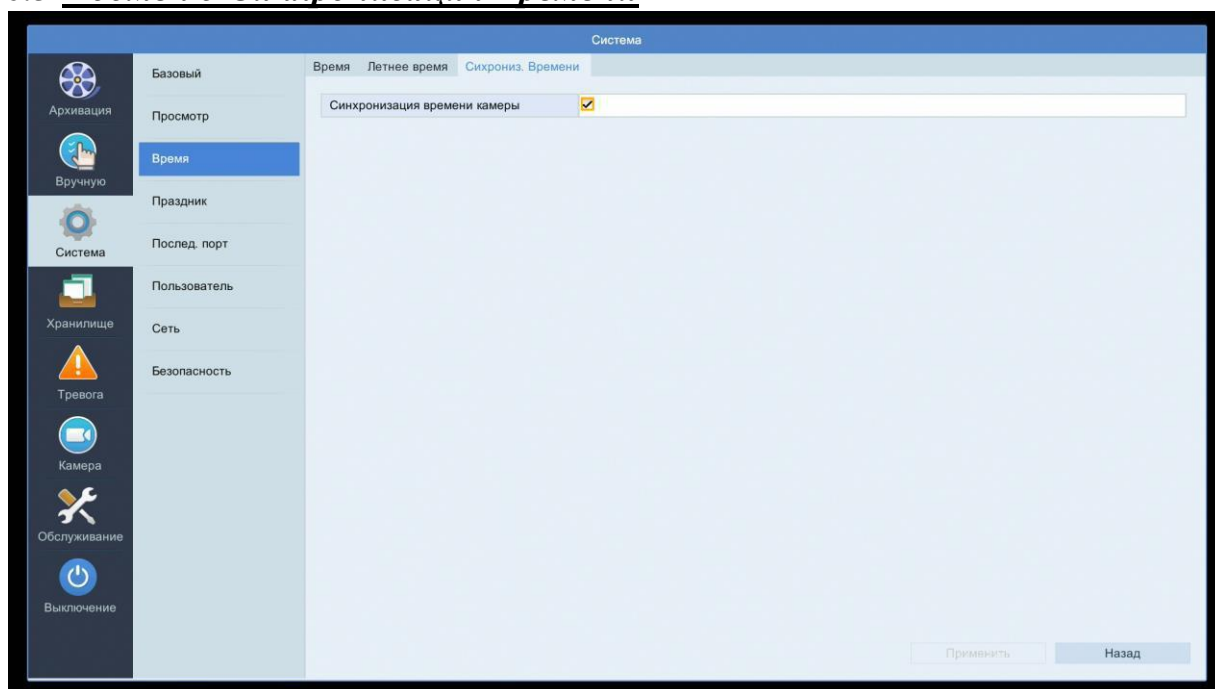 Система
Архивация
Вручную
Система
Хранилище
Тревога
Камера
Обслуживание
Выключение
Базовый
Просмотр
Время
Праздник
Послед. порт
Пользователь
Сеть
Безопасность
Время Летнее время Сихрониз. Времени
Синхронизация времени камеры
Применить Назад